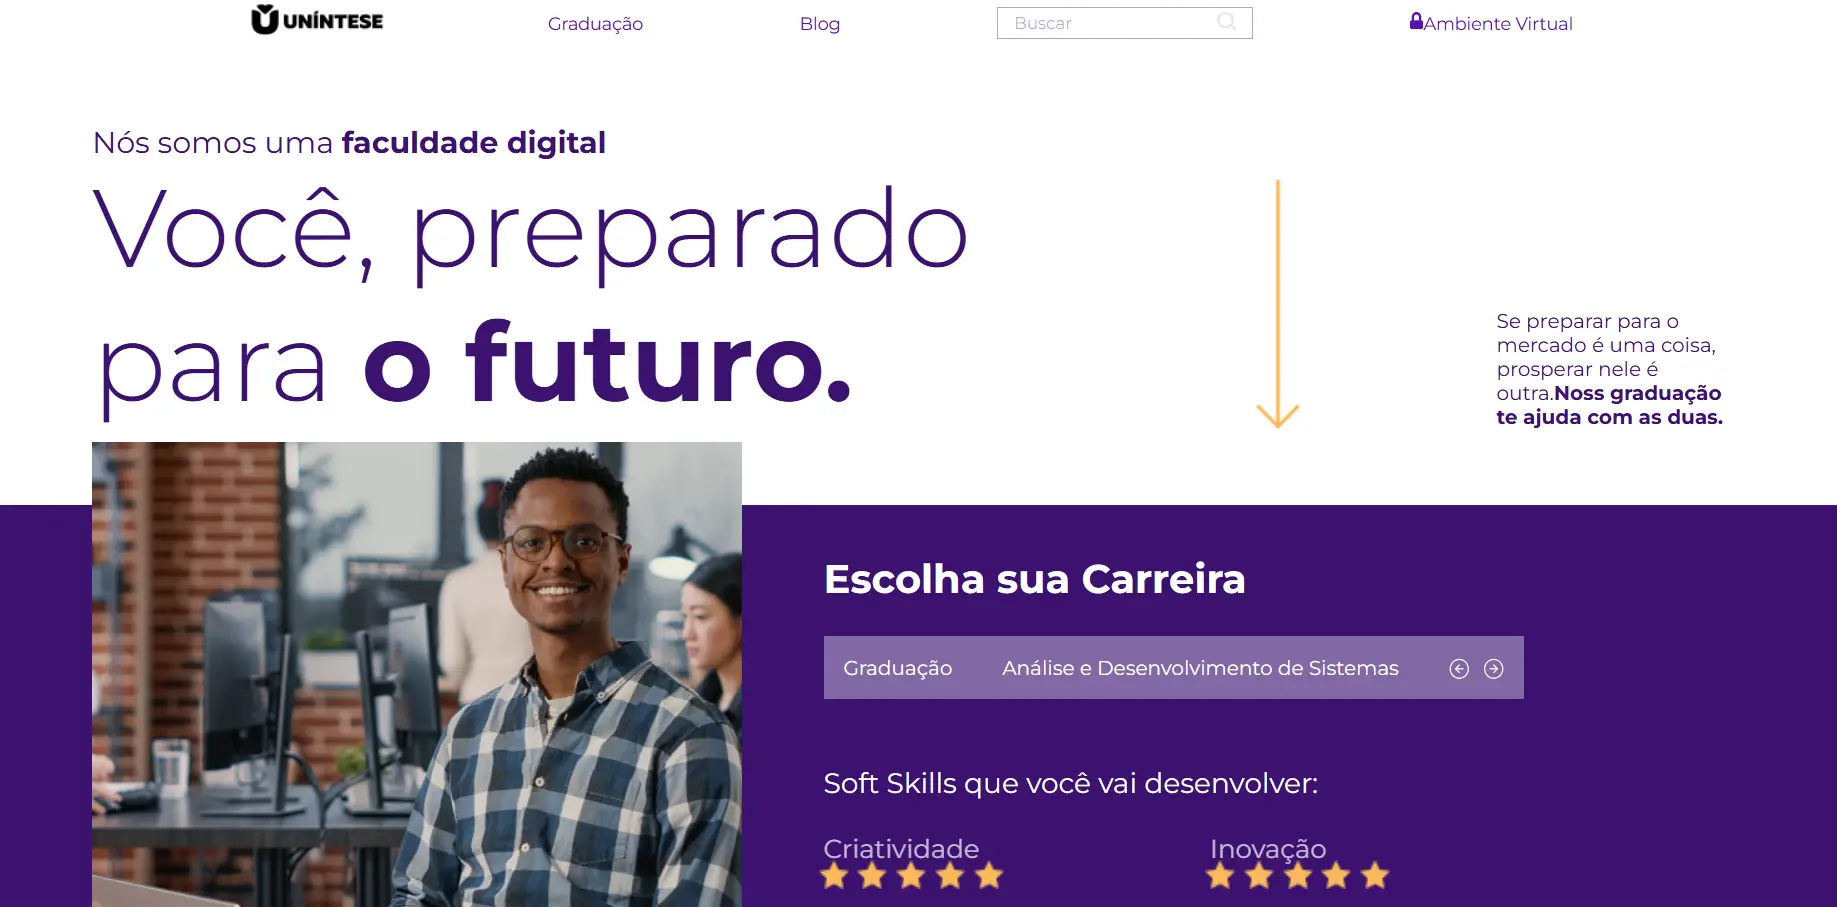 UNÍNTESE
Graduação
Blog
Buscar
Ambiente Virtual
Nós somos uma faculdade digital
Você, preparado
para o futuro.
Se preparar para o
mercado é uma coisa,
prosperar nele é
outra.Noss graduação
te ajuda com as duas.
Escolha sua Carreira
Graduação
Análise e Desenvolvimento de Sistemas
Soft Skills que você vai desenvolver:
Criatividade
Inovação